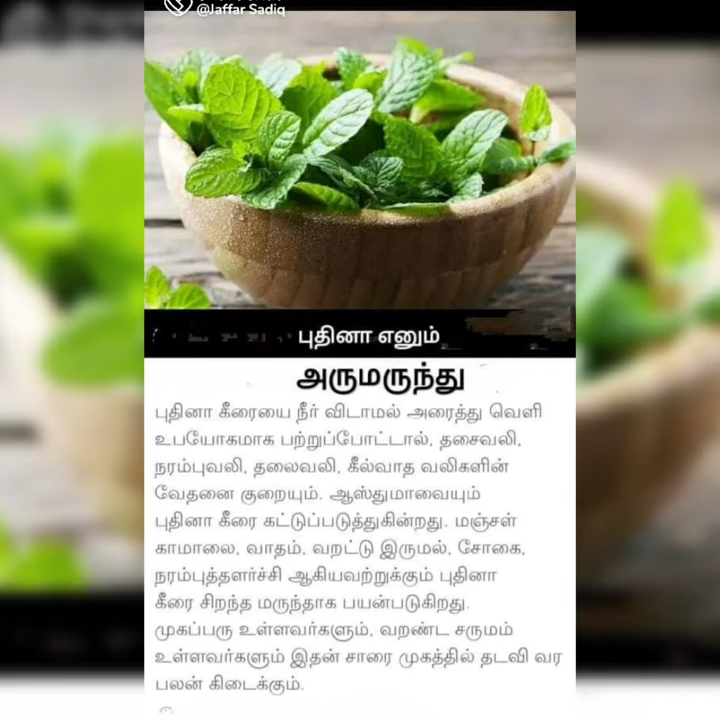 @Jaffar Sadiq
புதினா எனும்
அருமருந்து
புதினா கீரையை நீர் விடாமல் அரைத்து வெளி
உபயோகமாக பற்றுப்போட்டால், தசைவலி,
நரம்புவலி, தலைவலி, கீல்வாத வலிகளின்
வேதனை குறையும். ஆஸ்துமாவையும்
புதினா கீரை கட்டுப்படுத்துகின்றது. மஞ்சள்
காமாலை, வாதம், வறட்டு இருமல், சோகை,
நரம்புத்தளர்ச்சி ஆகியவற்றுக்கும் புதினா
கீரை சிறந்த மருந்தாக பயன்படுகிறது.
முகப்பரு உள்ளவர்களும், வறண்ட சருமம்
உள்ளவர்களும் இதன் சாரை முகத்தில் தடவி வர
பலன் கிடைக்கும்.